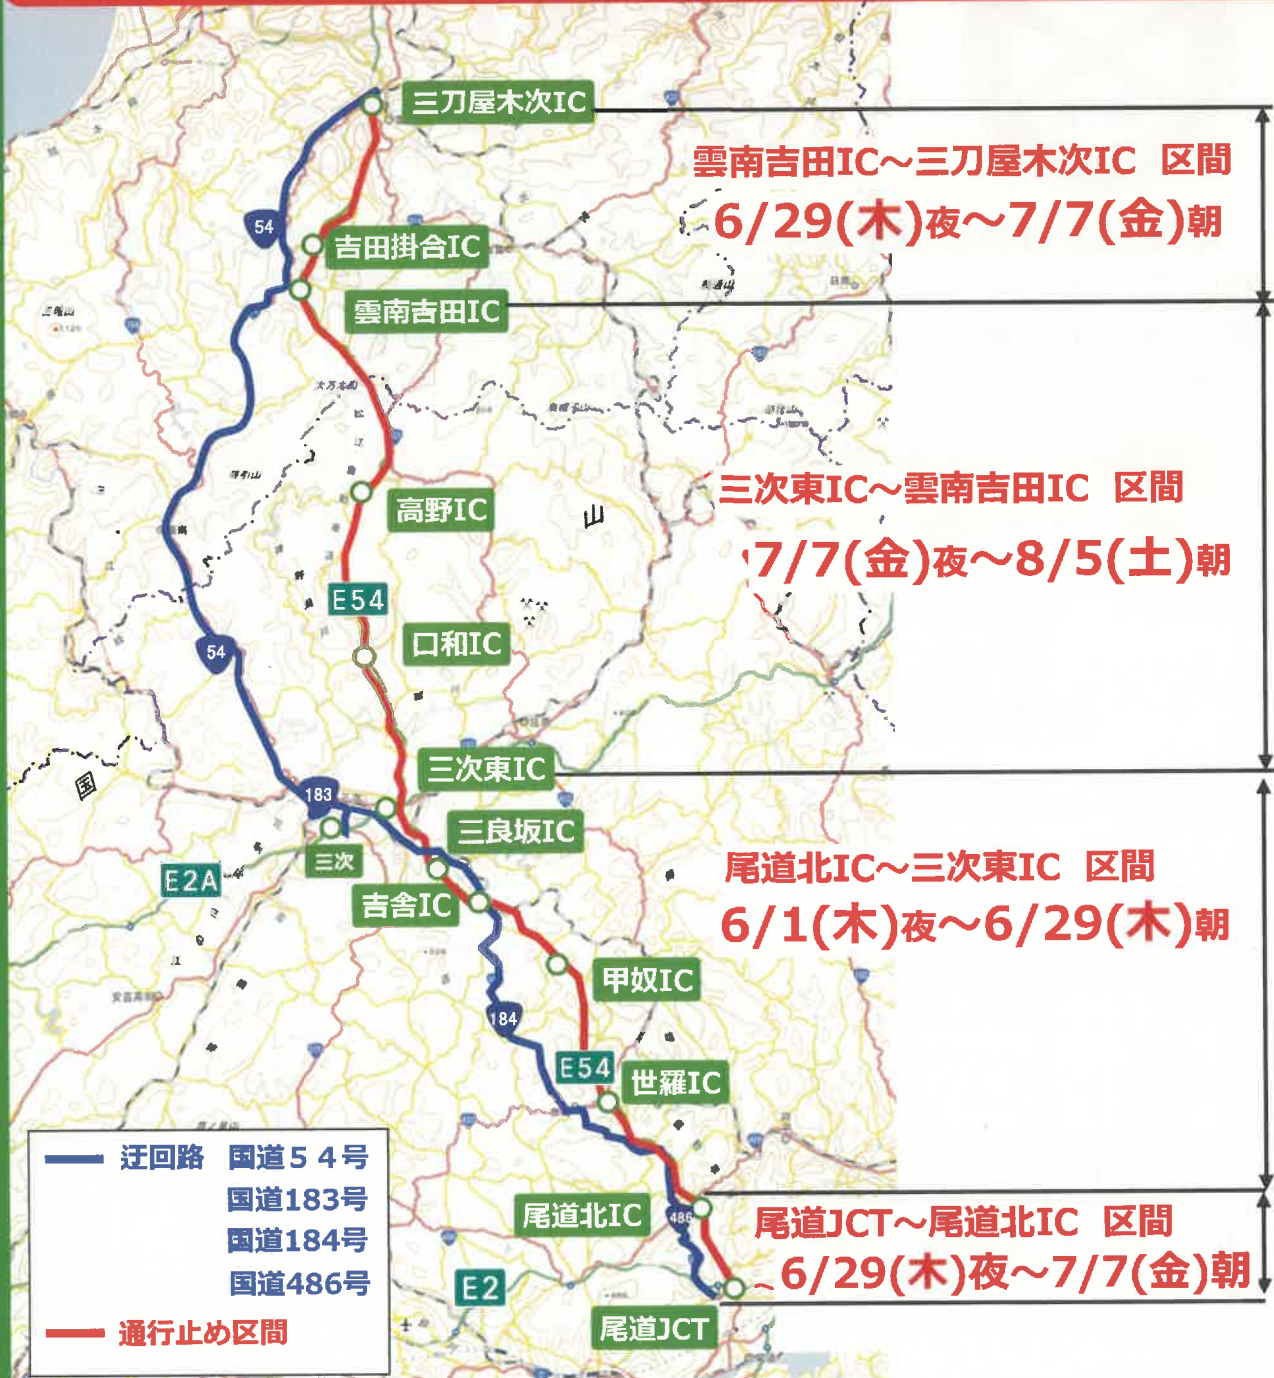 三刀屋木次IC
雲南吉田IC～三刀屋木次IC 区間
6/29(木)夜～7/7(金)朝
54
吉田掛合IC
雲南吉田IC
三次東IC～雲南吉田IC 区間
7/7(金)夜～8/5(土)朝
高野IC
山
E54
口和IC
54
三次東IC
国
183
三良坂IC
三次
E2A
尾道北IC～三次東IC 区間
6/1(木)夜～6/29(木)朝
吉舎IC
甲奴IC
184
E54
世羅IC
迂回路 国道５４号
国道183号
国道184号
国道486号
通行止め区間
尾道北IC
486
尾道JCT～尾道北IC 区間
6/29(木)夜～7/7(金)朝
E2
尾道JCT